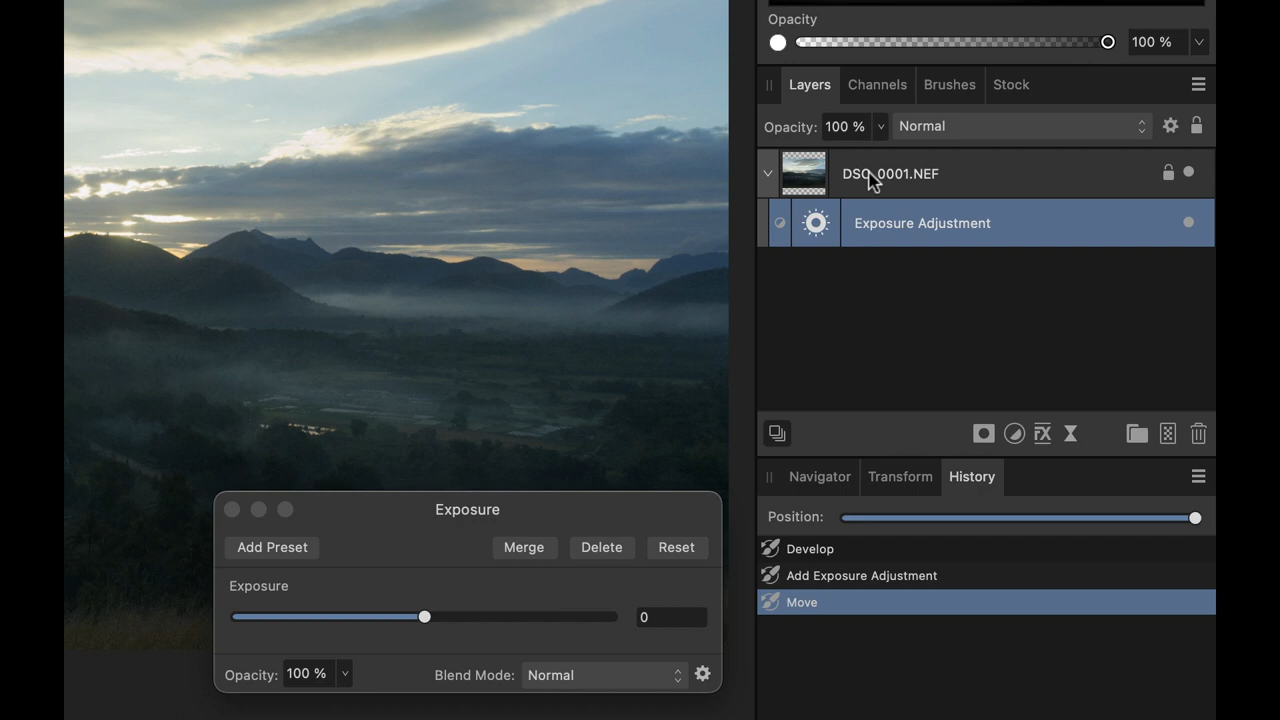 Opacity
100 %
Layers Channels Brushes Stock
Opacity: 100 % Normal
DSC_0001.NEF
Exposure Adjustment
FX
Navigator Transform History
Position:
Develop
Add Exposure Adjustment
Move
Exposure
Add Preset Merge Delete Reset
Exposure
0
Opacity: 100 % Blend Mode: Normal